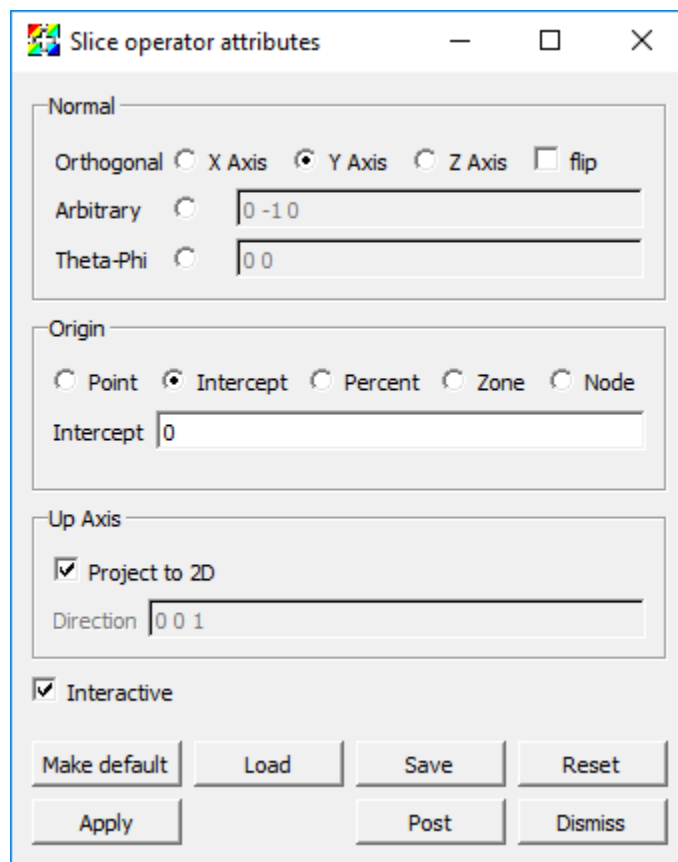 Slice operator attributes
Normal
Orthogonal X Axis Y Axis Z Axis flip
Arbitrary 0 -1 0
Theta-Phi 0 0
Origin
Point Intercept Percent Zone Node
Intercept 0
Up Axis
Project to 2D
Direction 0 0 1
Interactive
Make default Load Save Reset
Apply Post Dismiss